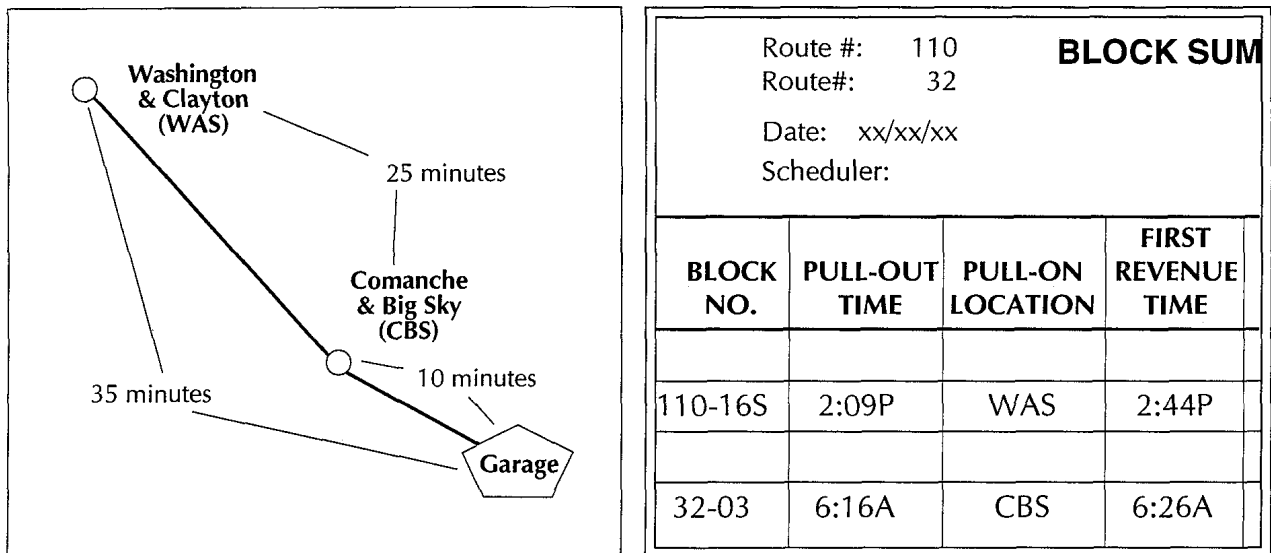 Washington
& Clayton
(WAS)
25 minutes
Comanche
& Big Sky
(CBS)
35 minutes
10 minutes
Garage
Route #: 110 BLOCK SUM
Route#: 32
Date: xx/xx/xx
Scheduler:
BLOCK NO. PULL-OUT TIME PULL-ON LOCATION FIRST REVENUE TIME
110-16S 2:09P WAS 2:44P
32-03 6:16A CBS 6:26A